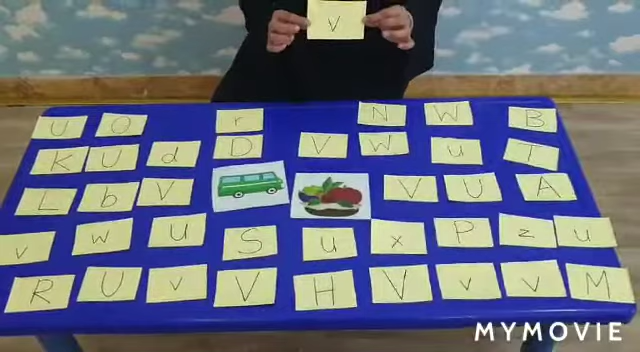 v
U O r N W B
K U d D V W u T
L b V V U A
v w U S u x P z u
R U v V H V v v M
MYMOVIE